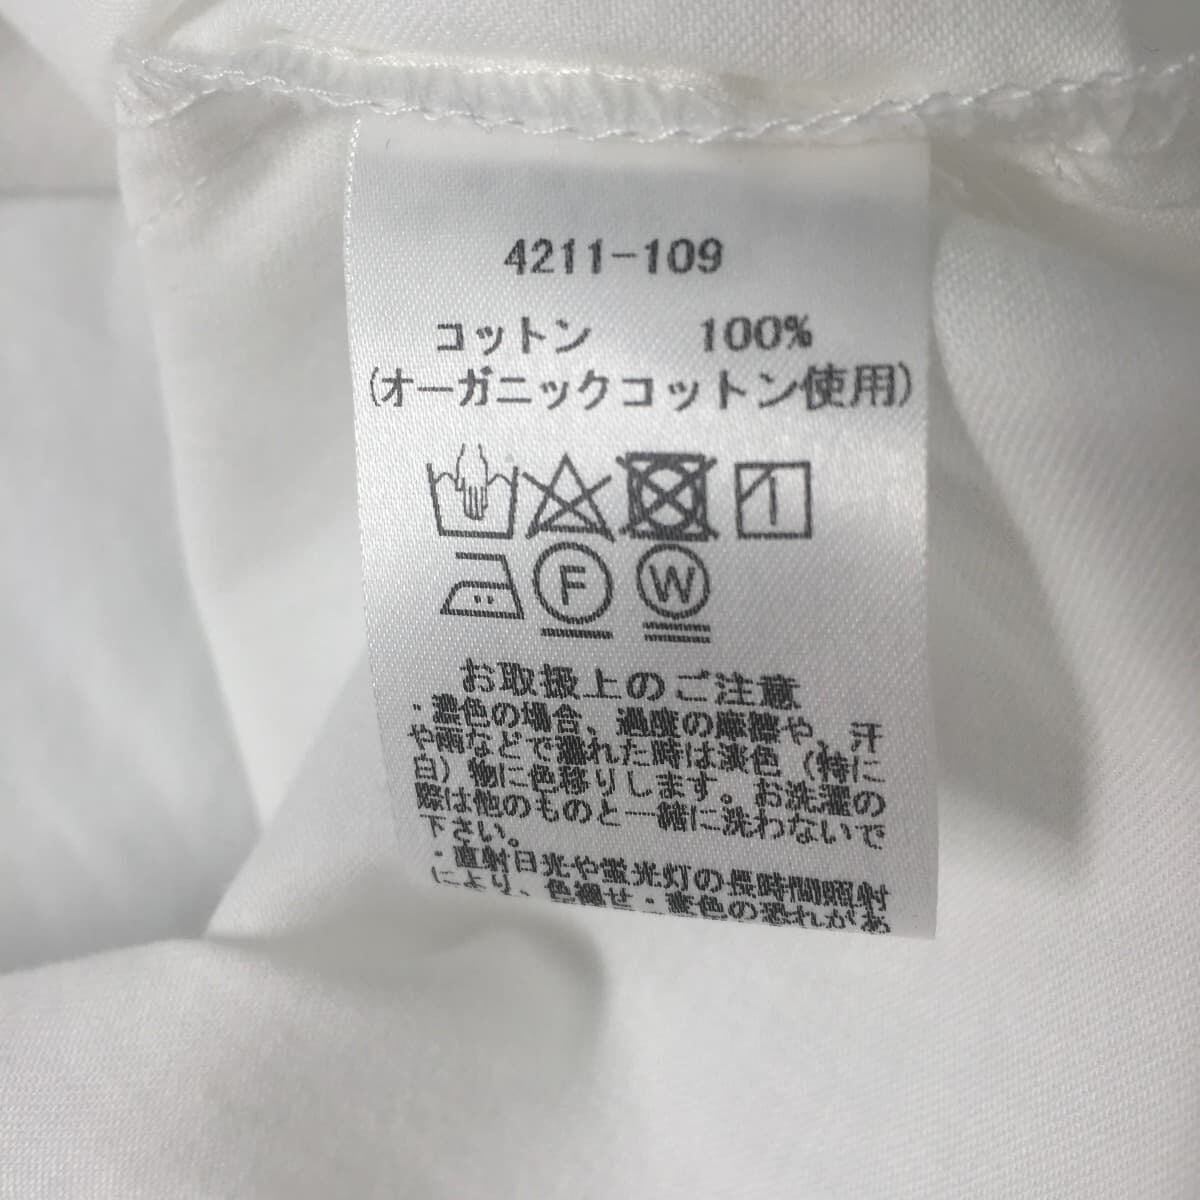 4211-109
コットン 100%
(オーガニックコットン使用)
F W
お取扱上のご注意
・濃色の場合、過度の摩擦や、汗
や雨などで濡れた時は淡色（特に
白）物に色移りします。お洗濯の
際は他のものと一緒に洗わないで
下さい。
・直射日光や蛍光灯の長時間照射
により、色褪せ・変色の恐れがあ